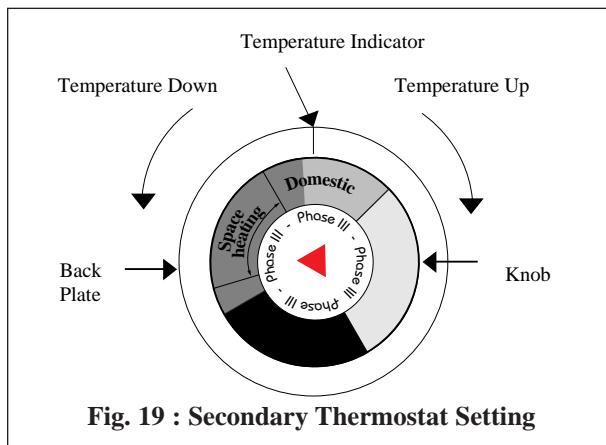 Temperature Indicator
Temperature Down
Temperature Up
Domestic
Space
heating
Phase III - Phase III - Phase III - Phase III -
Back
Plate
Knob
Fig. 19 : Secondary Thermostat Setting